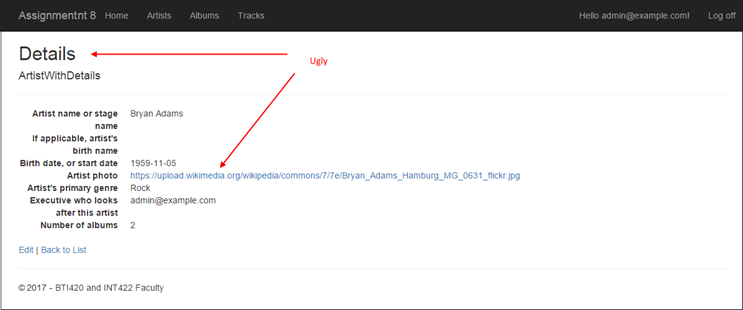 Assignmentnt 8 Home Artists Albums Tracks Hello admin@example.com! Log off
Details
Ugly
ArtistWithDetails
Artist name or stage name Bryan Adams
If applicable, artist's birth name
Birth date, or start date 1959-11-05
Artist photo https://upload.wikimedia.org/wikipedia/commons/7/7e/Bryan_Adams_Hamburg_MG_0631_flickr.jpg
Artist's primary genre Rock
Executive who looks after this artist admin@example.com
Number of albums 2
Edit | Back to List
© 2017 - BTI420 and INT422 Faculty